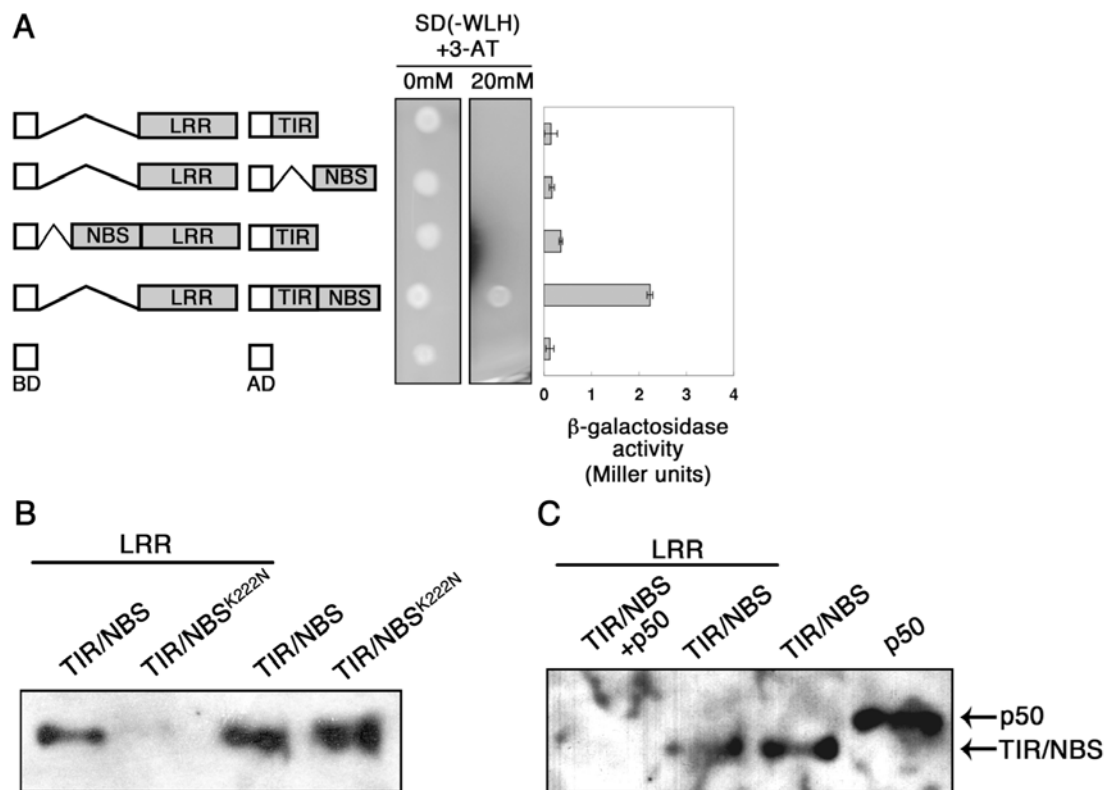 A
SD(-WLH)
+3-AT
0mM 20mM
LRR TIR
LRR NBS
NBS LRR TIR
LRR TIR NBS
BD AD
0 1 2 3 4
β-galactosidase
activity
(Miller units)
B
LRR
TIR/NBS TIR/NBS^K222N TIR/NBS TIR/NBS^K222N
C
LRR
TIR/NBS
+p50
TIR/NBS
TIR/NBS
p50
←p50
←TIR/NBS